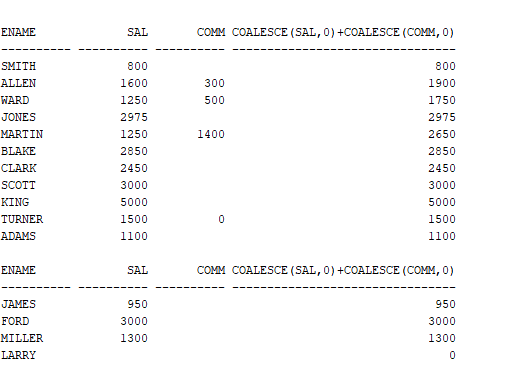 ENAME             SAL       COMM COALESCE(SAL,0)+COALESCE(COMM,0)
---------- ---------- ---------- --------------------------------
SMITH             800                                         800
ALLEN            1600        300                             1900
WARD             1250        500                             1750
JONES            2975                                        2975
MARTIN           1250       1400                             2650
BLAKE            2850                                        2850
CLARK            2450                                        2450
SCOTT            3000                                        3000
KING             5000                                        5000
TURNER           1500          0                             1500
ADAMS            1100                                        1100
ENAME             SAL       COMM COALESCE(SAL,0)+COALESCE(COMM,0)
---------- ---------- ---------- --------------------------------
JAMES             950                                         950
FORD             3000                                        3000
MILLER           1300                                        1300
LARRY                                                           0